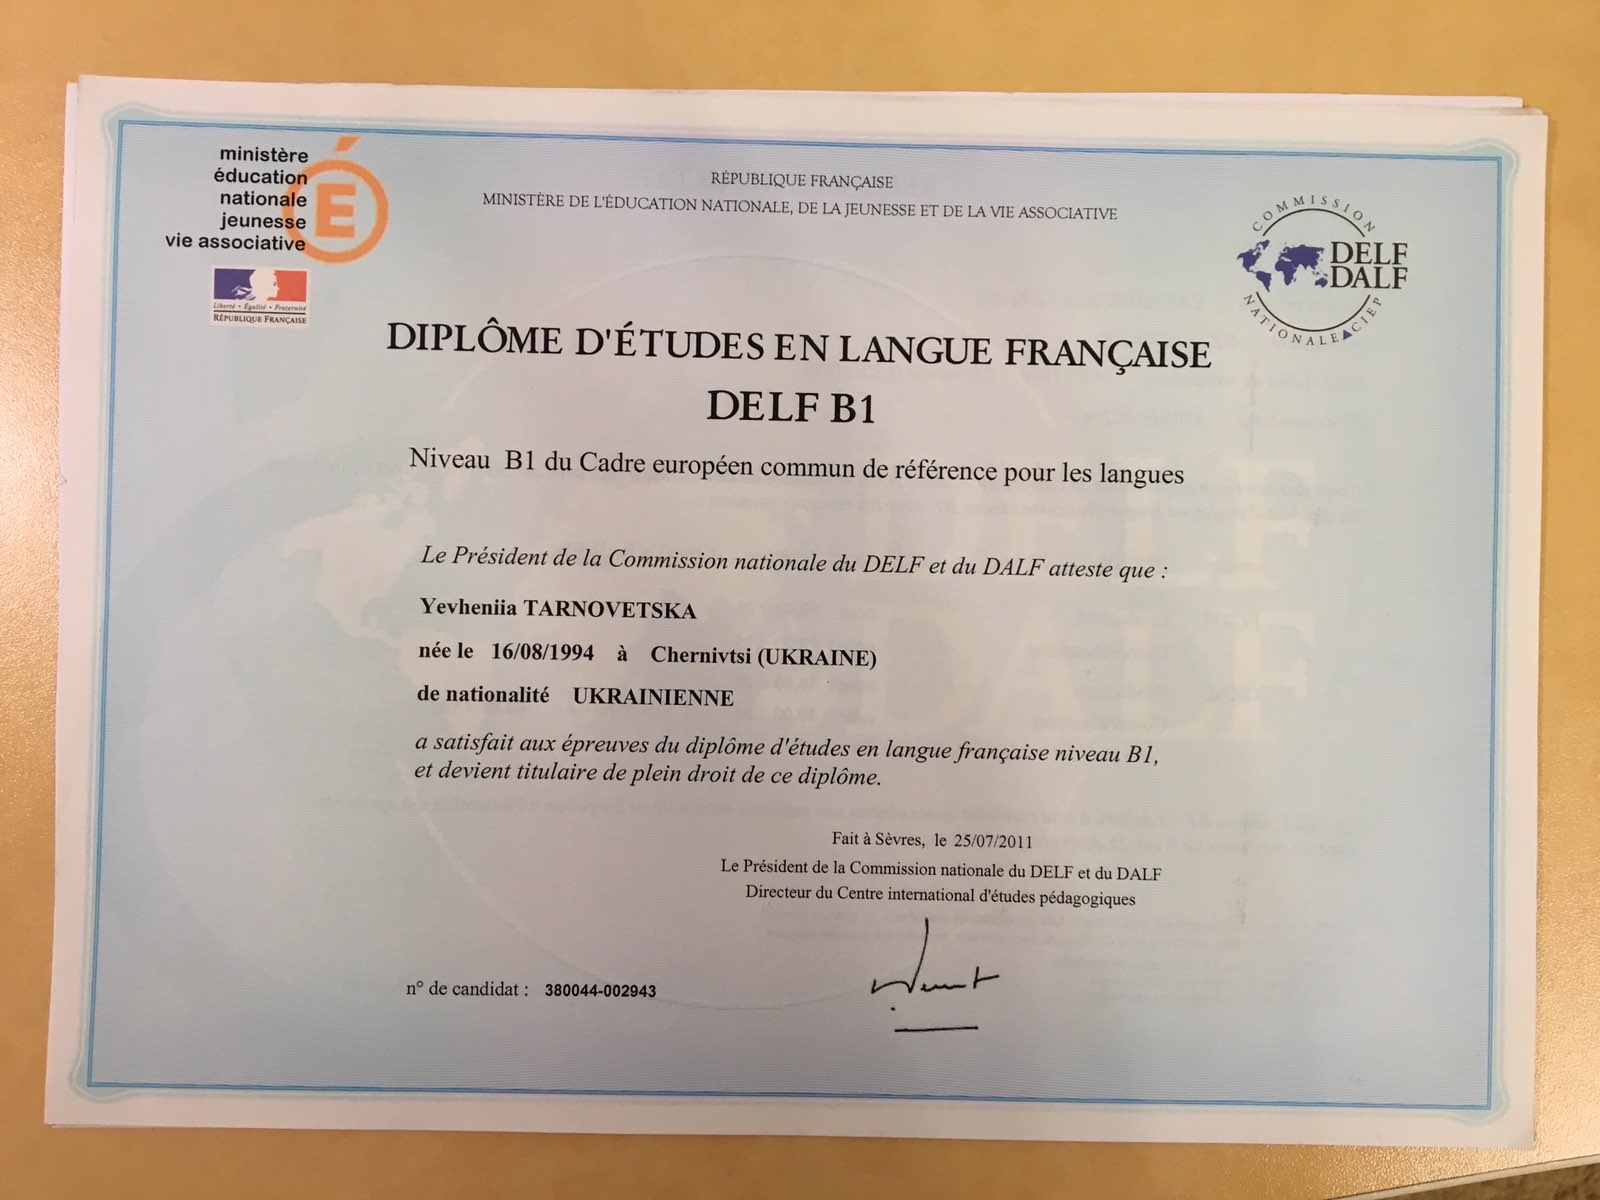 ministère
éducation
nationale
jeunesse
vie associative
É
Liberté • Égalité • Fraternité
RÉPUBLIQUE FRANÇAISE
RÉPUBLIQUE FRANÇAISE
MINISTÈRE DE L'ÉDUCATION NATIONALE, DE LA JEUNESSE ET DE LA VIE ASSOCIATIVE
COMMISSION
DELF
DALF
NATIONALE CIEP
DIPLÔME D'ÉTUDES EN LANGUE FRANÇAISE
DELF B1
Niveau B1 du Cadre européen commun de référence pour les langues
Le Président de la Commission nationale du DELF et du DALF atteste que :
Yevheniia TARNOVETSKA
née le 16/08/1994 à Chernivtsi (UKRAINE)
de nationalité UKRAINIENNE
a satisfait aux épreuves du diplôme d'études en langue française niveau B1,
et devient titulaire de plein droit de ce diplôme.
Fait à Sèvres, le 25/07/2011
Le Président de la Commission nationale du DELF et du DALF
Directeur du Centre international d'études pédagogiques
n° de candidat : 380044-002943